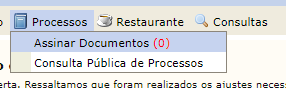 Processos Restaurante Consultas
Assinar Documentos (0)
Consulta Pública de Processos
erta. Ressaltamos que foram realizados os ajustes neces